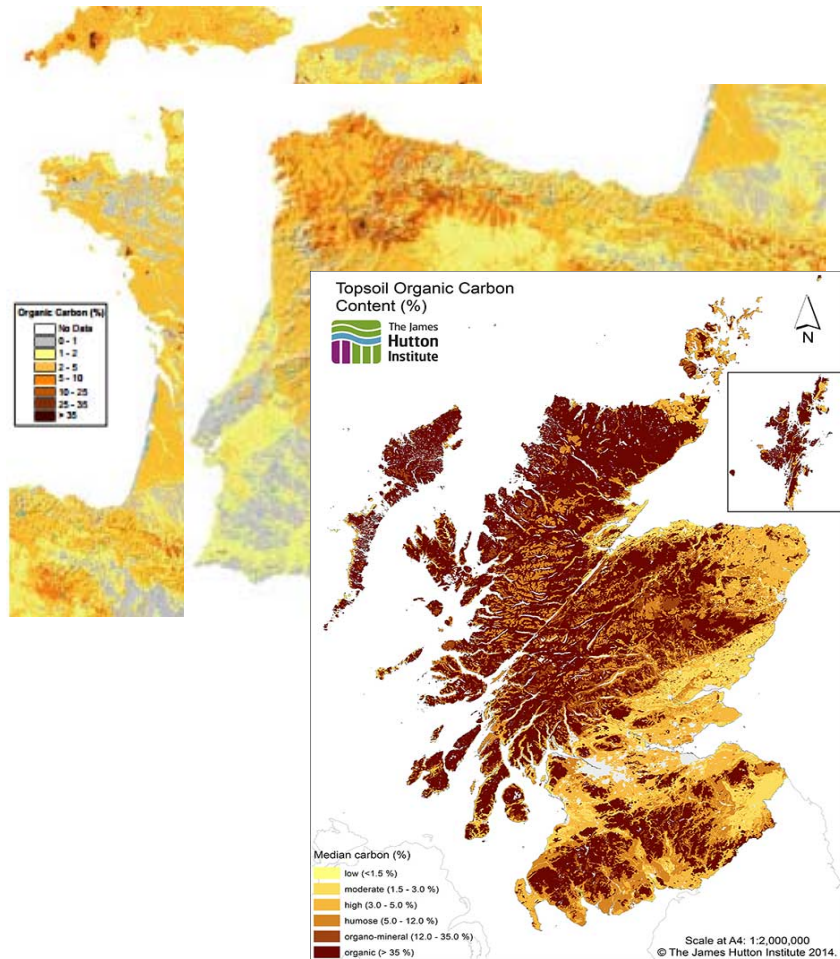 Organic Carbon (%)
No Data
0 - 1
1 - 2
2 - 5
5 - 10
10 - 25
25 - 35
> 35
Topsoil Organic Carbon
Content (%)
The James
Hutton
Institute
N
Median carbon (%)
low (<1.5 %)
moderate (1.5 - 3.0 %)
high (3.0 - 5.0 %)
humose (5.0 - 12.0 %)
organo-mineral (12.0 - 35.0 %)
organic (> 35 %)
Scale at A4: 1:2,000,000
© The James Hutton Institute 2014.